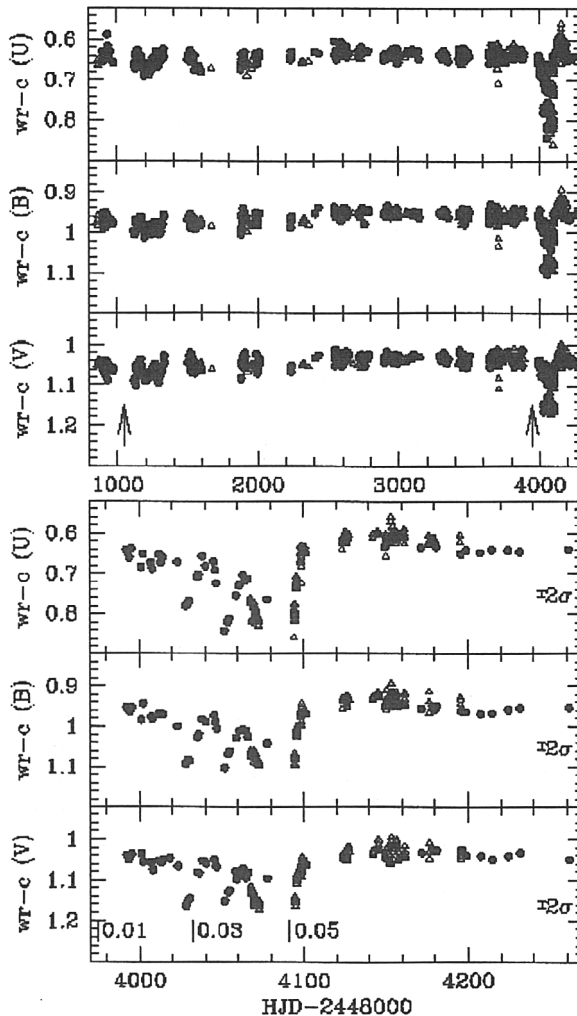 wr-c (U)
0.6
0.7
0.8
wr-c (B)
0.9
1
1.1
wr-c (V)
1
1.1
1.2
1000 2000 3000 4000
wr-c (U)
0.6
0.7
0.8
2σ
wr-c (B)
0.9
1
1.1
2σ
wr-c (V)
1
1.1
1.2
2σ
0.01 0.03 0.05
4000 4100 4200
HJD-2448000